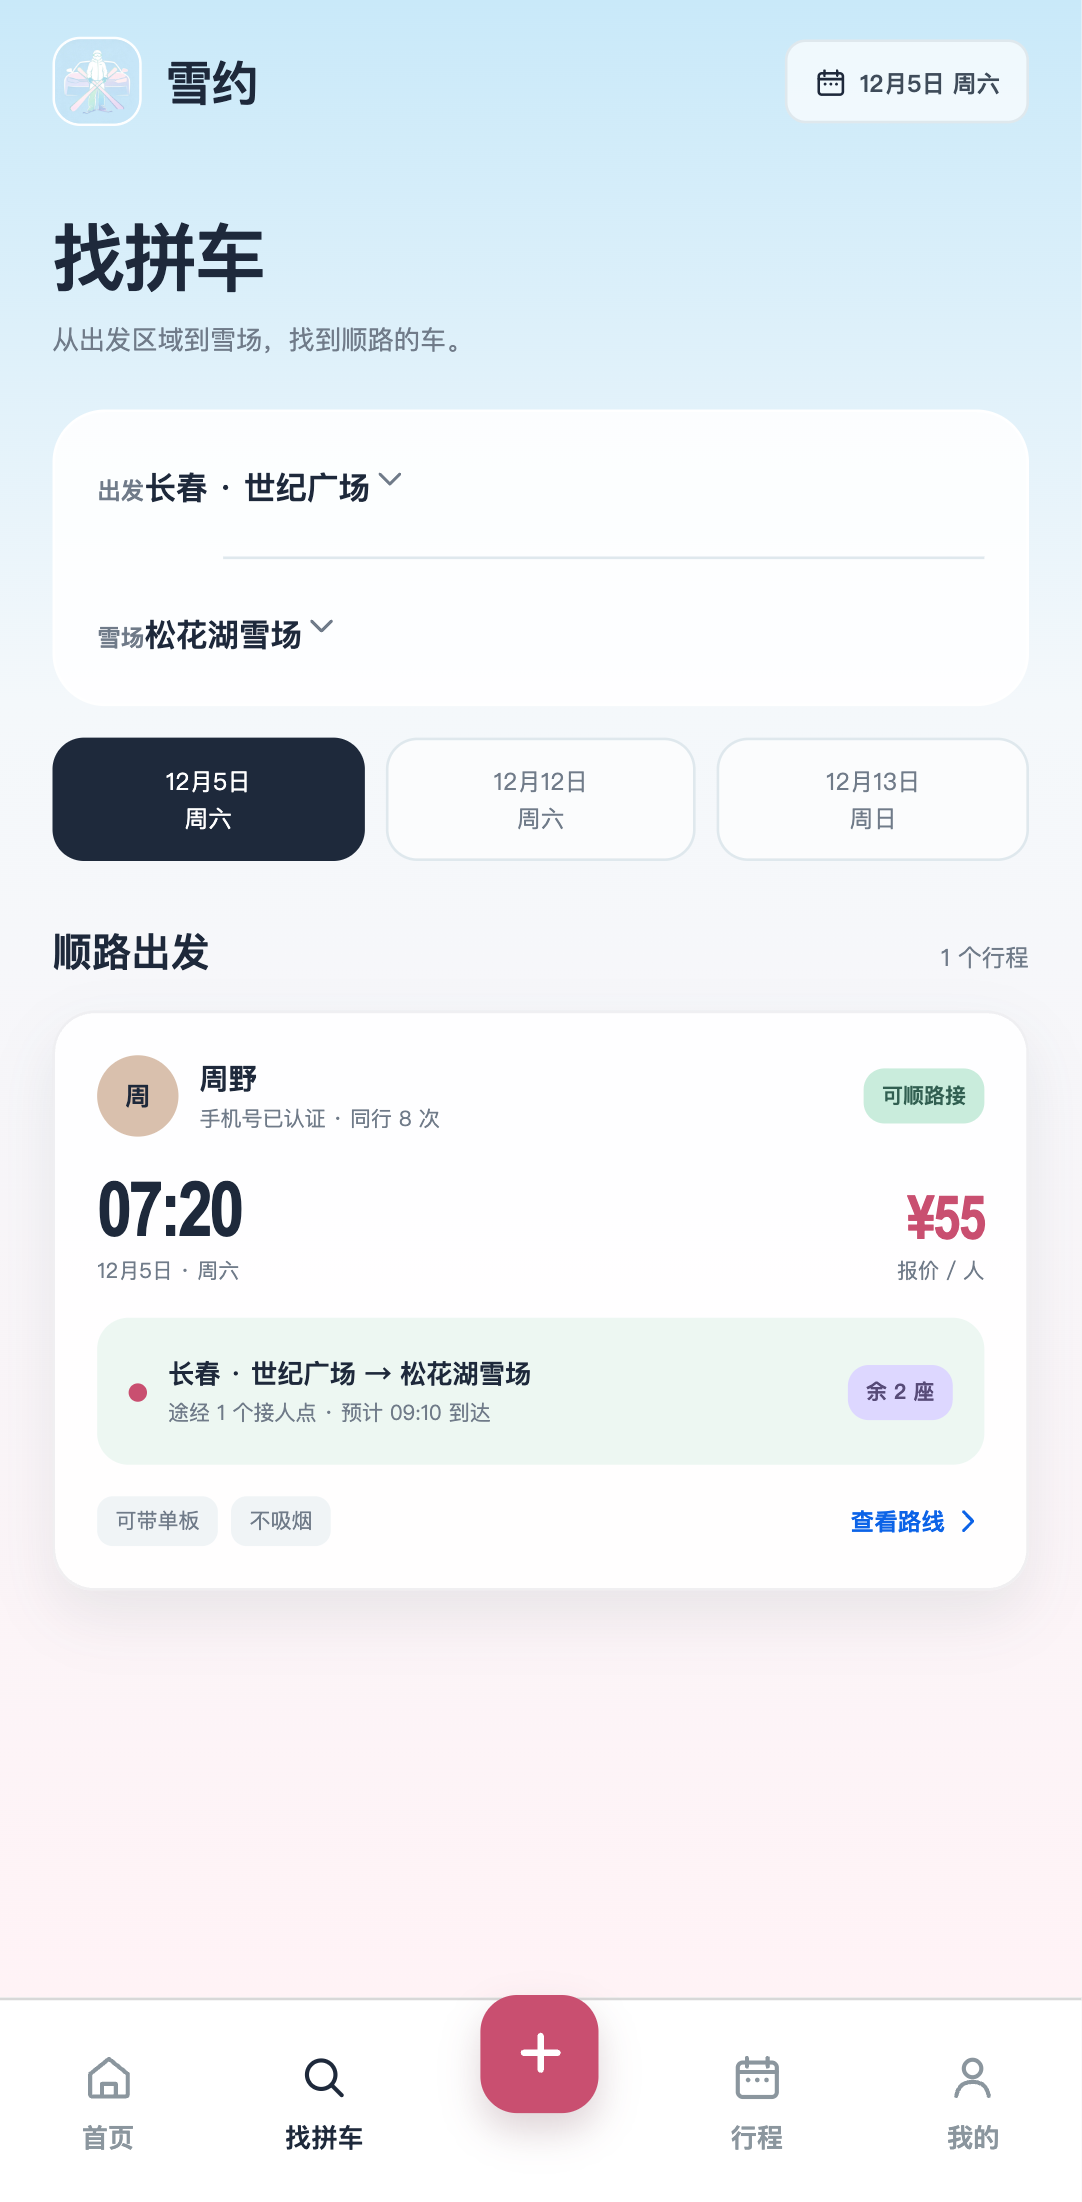 雪约
12月5日 周六
找拼车
从出发区域到雪场，找到顺路的车。
出发长春 · 世纪广场
雪场松花湖雪场
12月5日
周六
12月12日
周六
12月13日
周日
顺路出发
1 个行程
周
周野
手机号已认证 · 同行 8 次
可顺路接
07:20
12月5日 · 周六
¥55
报价 / 人
长春 · 世纪广场 → 松花湖雪场
途经 1 个接人点 · 预计 09:10 到达
余 2 座
可带单板
不吸烟
查看路线
首页
找拼车
行程
我的